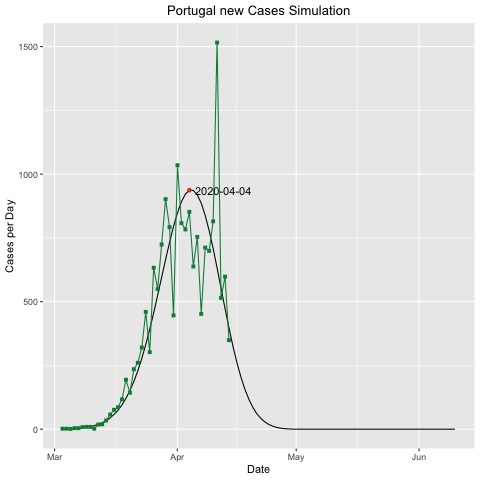 Portugal new Cases Simulation
1500
1000
2020-04-04
500
0
Cases per Day
Mar Apr May Jun
Date